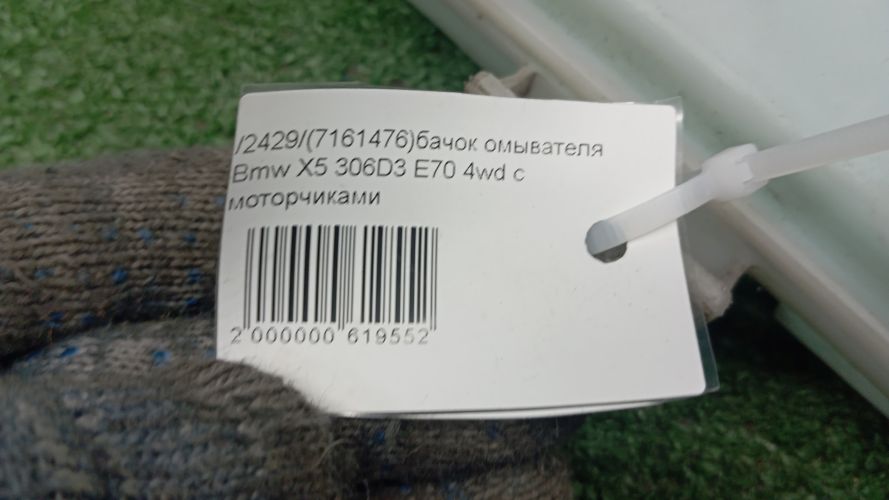 /2429/(7161476)бачок омывателя
Bmw X5 306D3 E70 4wd с
моторчиками
2 000000 619552